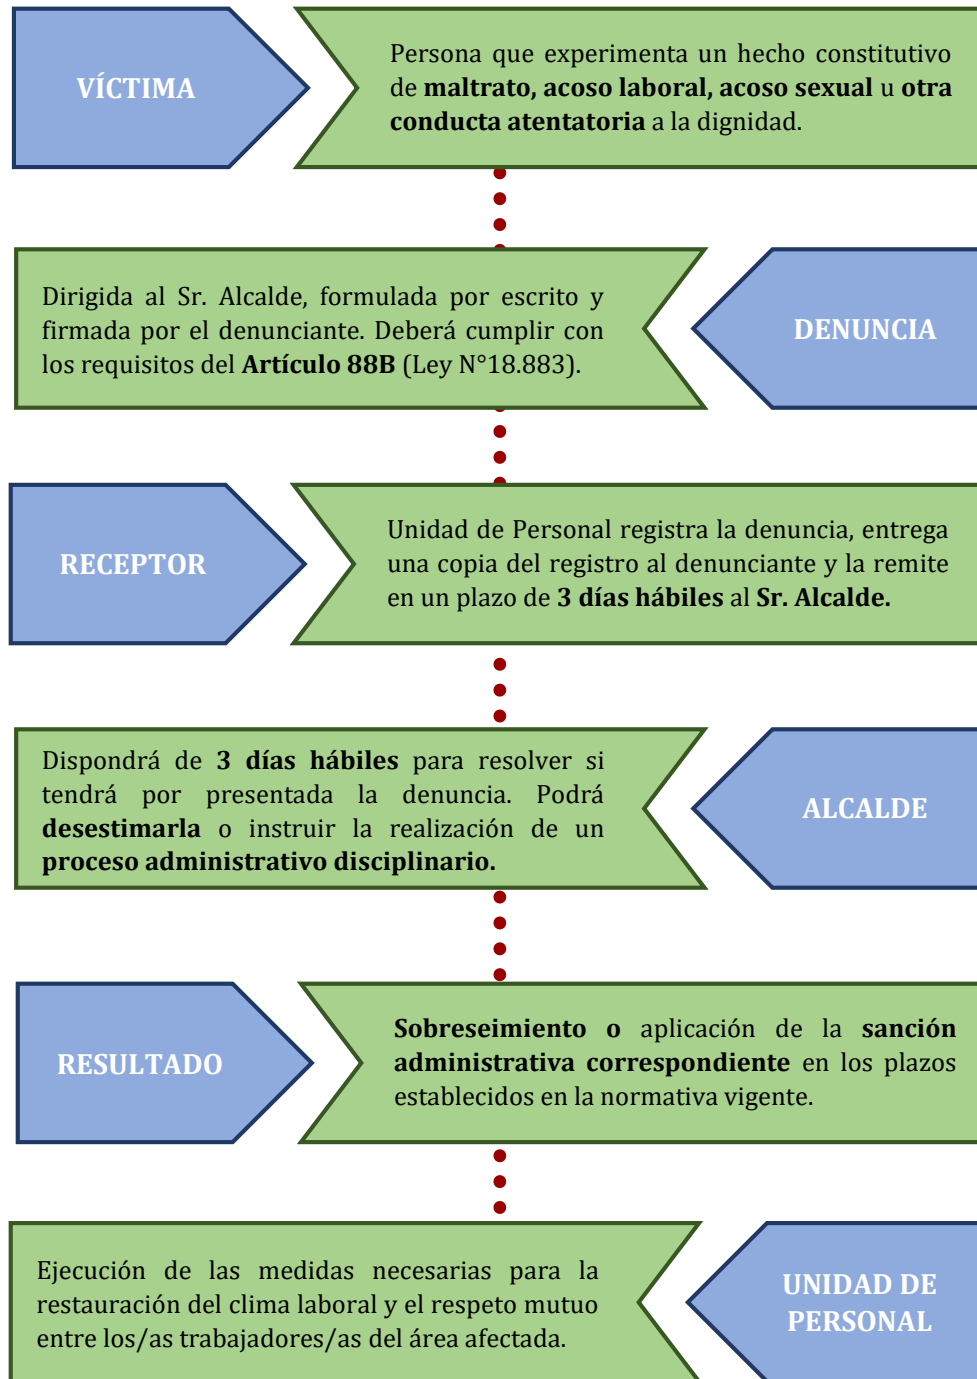 VÍCTIMA
Persona que experimenta un hecho constitutivo
de maltrato, acoso laboral, acoso sexual u otra
conducta atentatoria a la dignidad.
Dirigida al Sr. Alcalde, formulada por escrito y
firmada por el denunciante. Deberá cumplir con
los requisitos del Artículo 88B (Ley N°18.883).
DENUNCIA
RECEPTOR
Unidad de Personal registra la denuncia, entrega
una copia del registro al denunciante y la remite
en un plazo de 3 días hábiles al Sr. Alcalde.
Dispondrá de 3 días hábiles para resolver si
tendrá por presentada la denuncia. Podrá
desestimarla o instruir la realización de un
proceso administrativo disciplinario.
ALCALDE
RESULTADO
Sobreseimiento o aplicación de la sanción
administrativa correspondiente en los plazos
establecidos en la normativa vigente.
Ejecución de las medidas necesarias para la
restauración del clima laboral y el respeto mutuo
entre los/as trabajadores/as del área afectada.
UNIDAD DE
PERSONAL